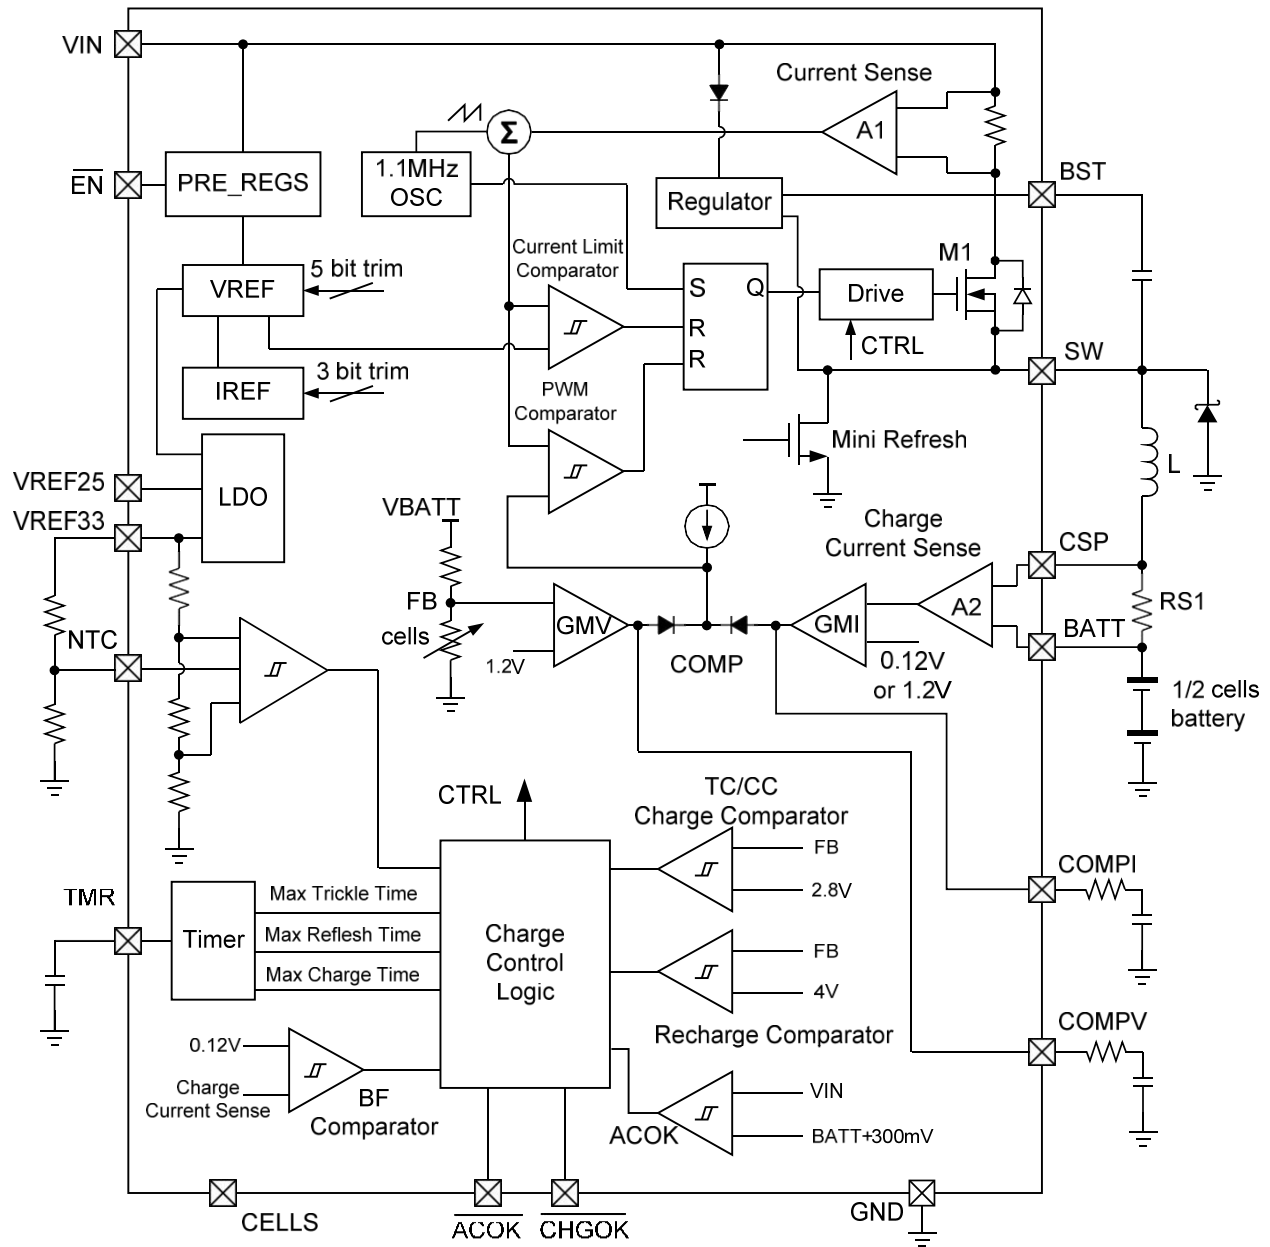 VIN
Current Sense
A1
Σ
1.1MHz
OSC
EN
PRE_REGS
Regulator
BST
Current Limit
Comparator
M1
5 bit trim
VREF
S
Q
R
R
Drive
CTRL
SW
3 bit trim
IREF
PWM
Comparator
Mini Refresh
L
VREF25
LDO
VREF33
VBATT
Charge
Current Sense
CSP
FB
cells
GMV
1.2V
COMP
GMI
A2
0.12V
or 1.2V
RS1
BATT
NTC
1/2 cells
battery
CTRL
TC/CC
Charge Comparator
FB
2.8V
COMPI
TMR
Timer
Max Trickle Time
Max Reflesh Time
Max Charge Time
Charge
Control
Logic
FB
4V
Recharge Comparator
COMPV
0.12V
Charge
Current Sense
BF
Comparator
ACOK
VIN
BATT+300mV
CELLS
ACOK
CHGOK
GND